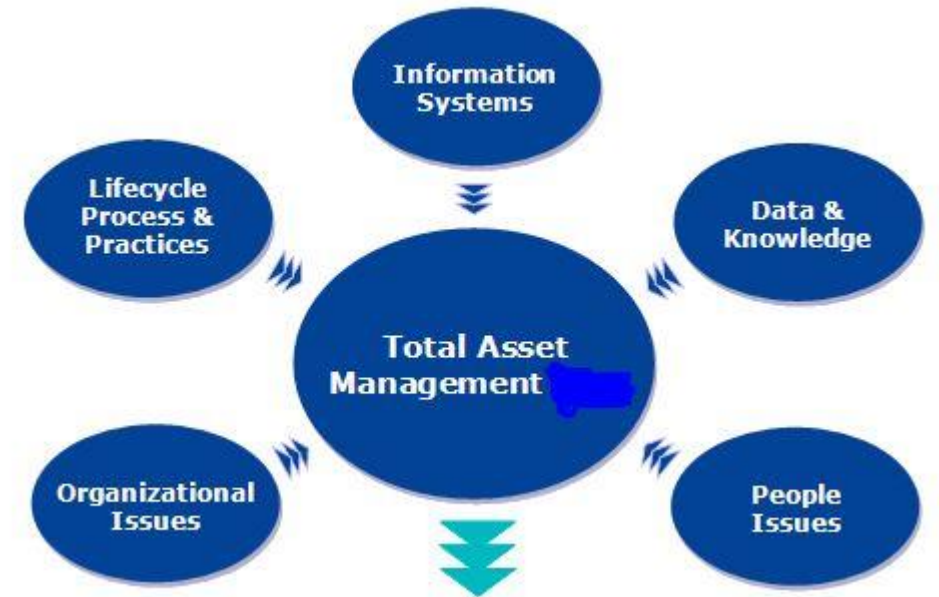 Information
Systems
Lifecycle
Process &
Practices
Data &
Knowledge
Total Asset
Management
Organizational
Issues
People
Issues